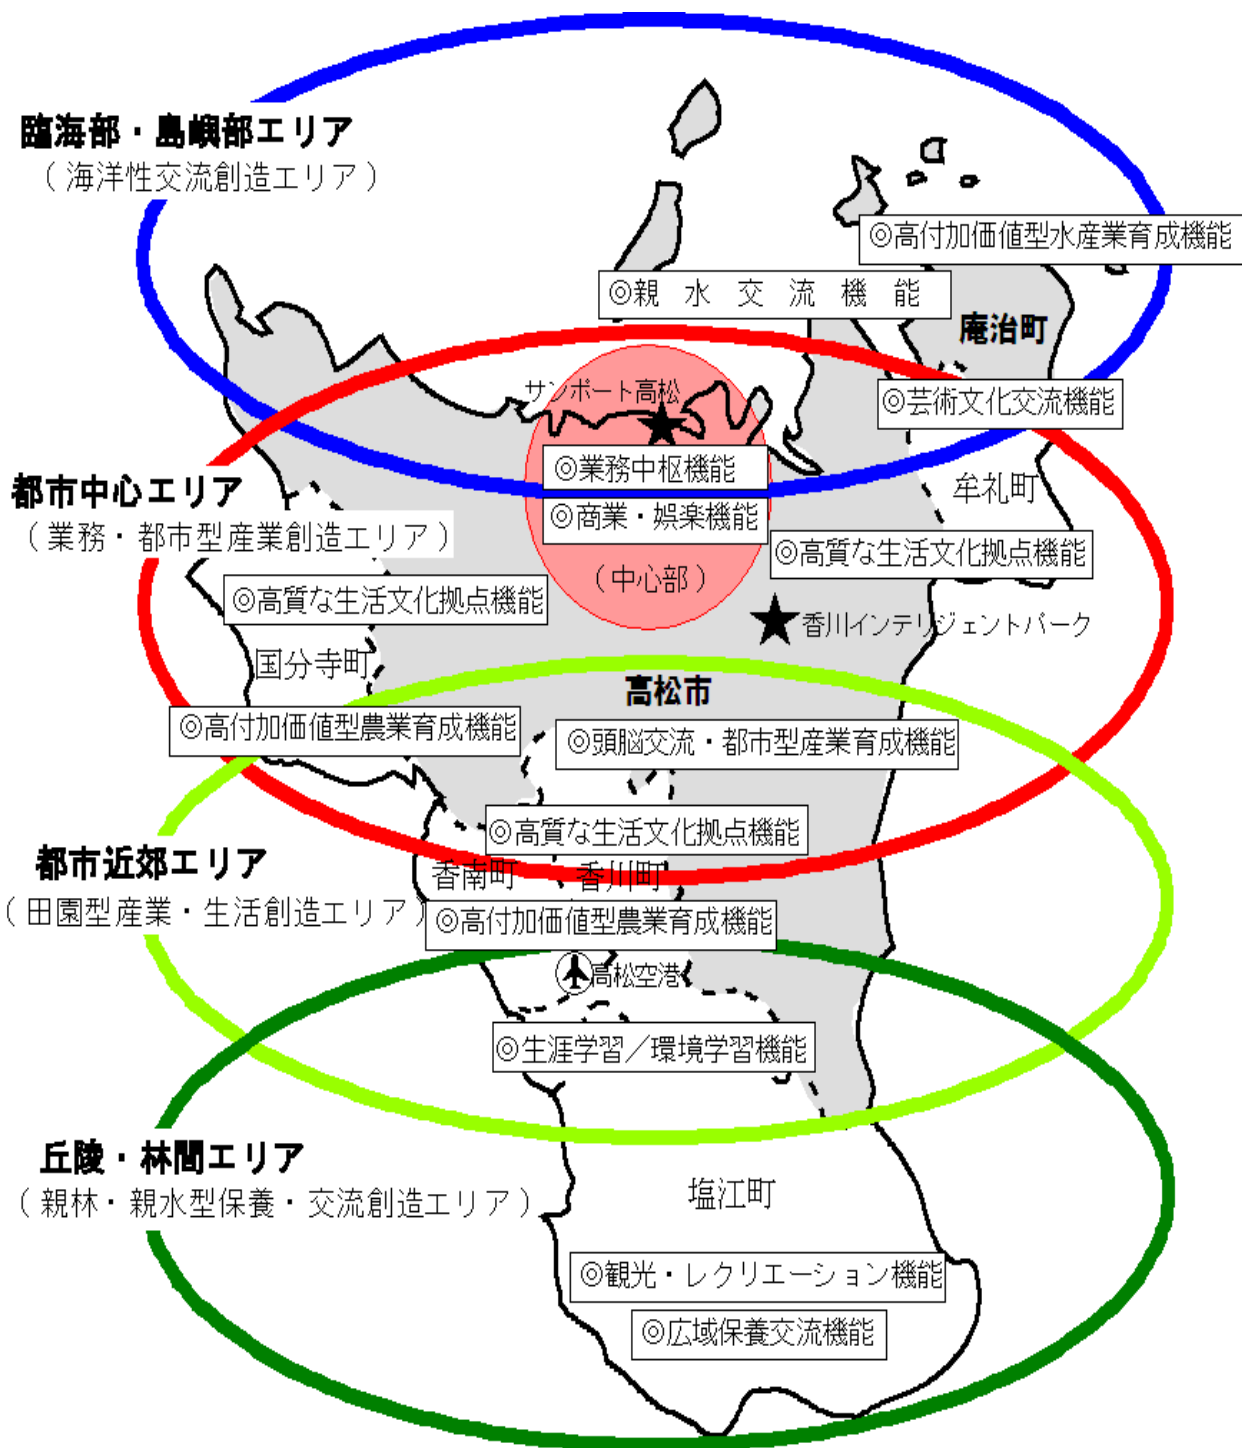 臨海部・島嶼部エリア
（海洋性交流創造エリア）
◎高付加価値型水産業育成機能
◎親水交流機能
庵治町
サンポート高松
◎芸術文化交流機能
◎業務中枢機能
都市中心エリア
（業務・都市型産業創造エリア）
牟礼町
◎商業・娯楽機能
◎高質な生活文化拠点機能
（中心部）
◎高質な生活文化拠点機能
香川インテリジェントパーク
国分寺町
高松市
◎高付加価値型農業育成機能
◎頭脳交流・都市型産業育成機能
◎高質な生活文化拠点機能
都市近郊エリア
（田園型産業・生活創造エリア）
香南町
香川町
◎高付加価値型農業育成機能
高松空港
◎生涯学習／環境学習機能
丘陵・林間エリア
（親林・親水型保養・交流創造エリア）
塩江町
◎観光・レクリエーション機能
◎広域保養交流機能